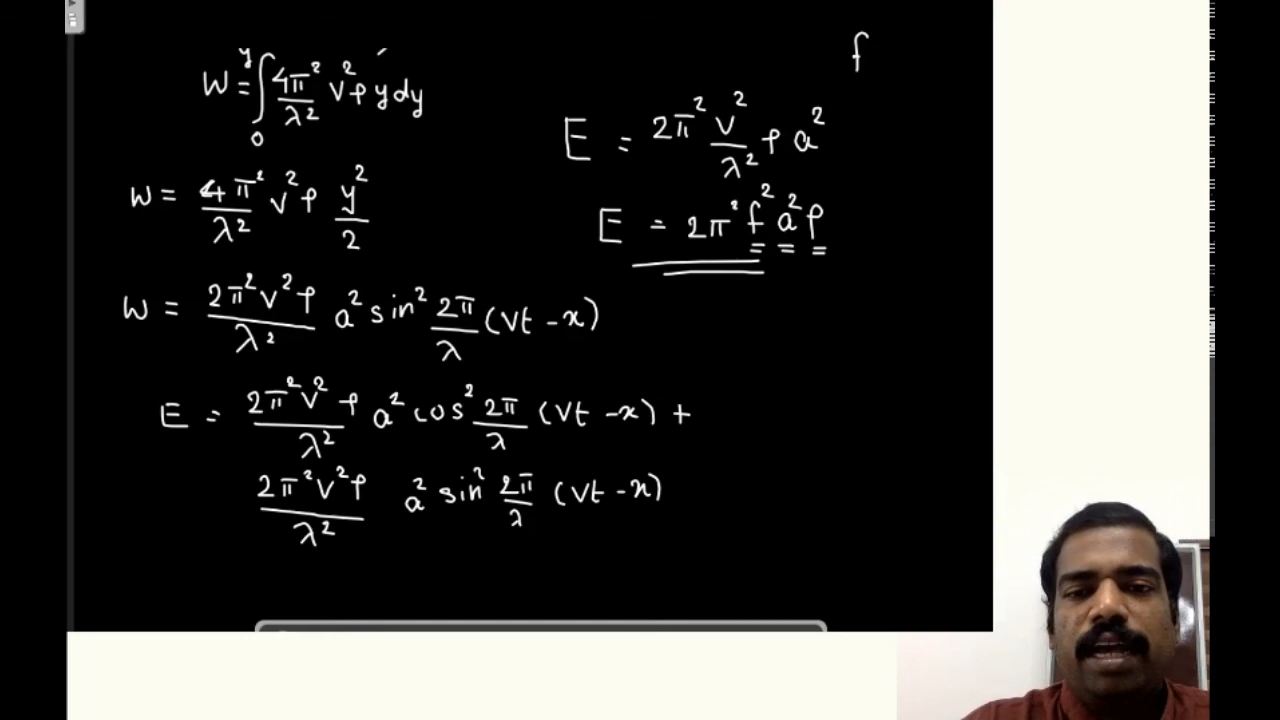 W = ∫₀^y 4π²/λ² v²ρ y dy
W = 4π²/λ² v²ρ y²/2
W = 2π²v²ρ/λ² a² sin² 2π/λ (vt - x)
E = 2π²v²ρ/λ² a² cos² 2π/λ (vt - x) +
2π²v²ρ/λ² a² sin² 2π/λ (vt - x)
f
E = 2π² v²/λ² ρ a²
E = 2π² f² a² ρ